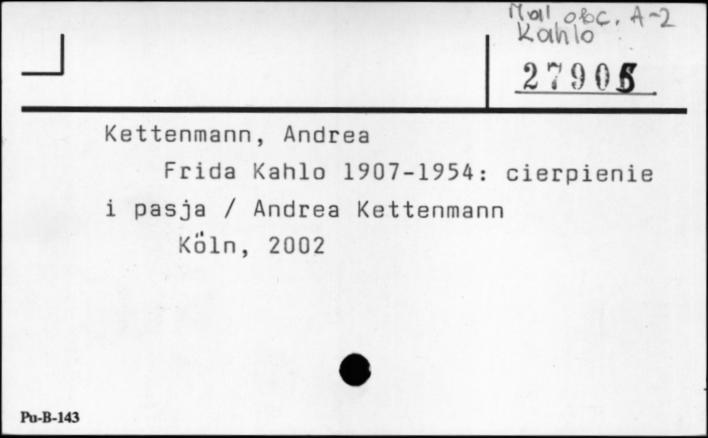 Mal obc. A-2
Kahlo
27905
Kettenmann, Andrea
Frida Kahlo 1907-1954: cierpienie
i pasja / Andrea Kettenmann
Köln, 2002
Pu-B-143